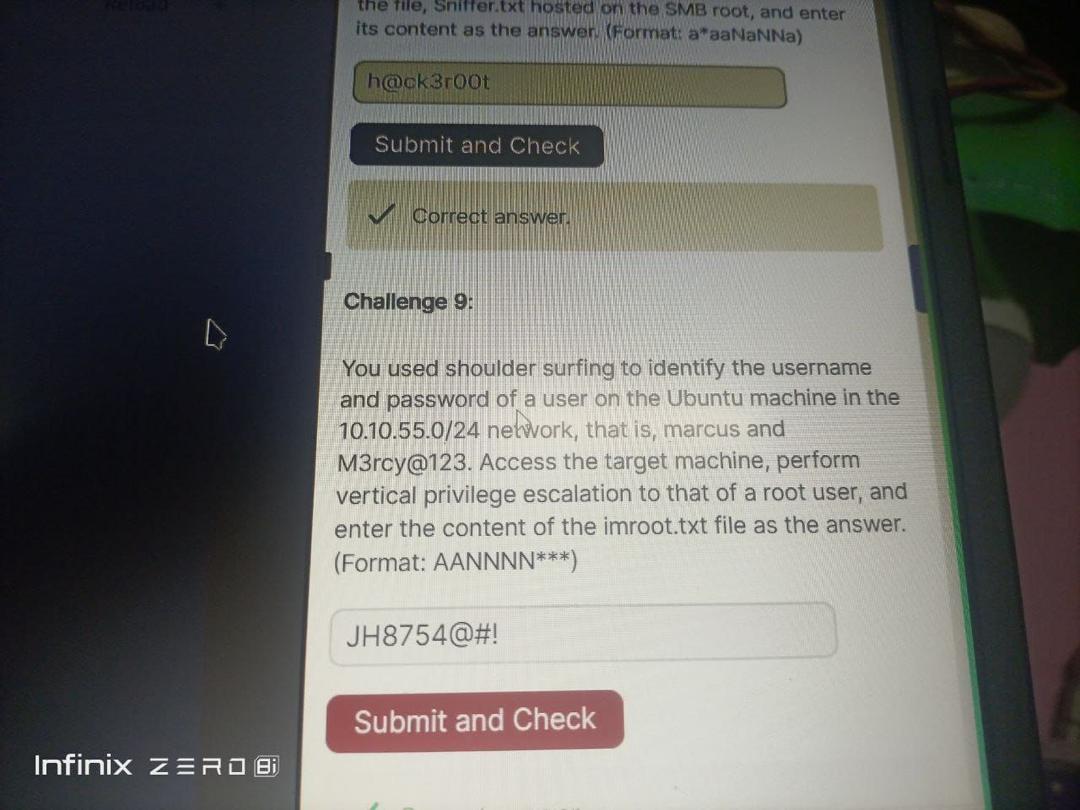 the file, Sniffer.txt hosted on the SMB root, and enter
its content as the answer. (Format: a*aaNaNNa)
h@ck3r00t
Submit and Check
✓ Correct answer.
Challenge 9:
You used shoulder surfing to identify the username
and password of a user on the Ubuntu machine in the
10.10.55.0/24 network, that is, marcus and
M3rcy@123. Access the target machine, perform
vertical privilege escalation to that of a root user, and
enter the content of the imroot.txt file as the answer.
(Format: AANNNN***)
JH8754@#!
Submit and Check
Infinix ZERO 8i